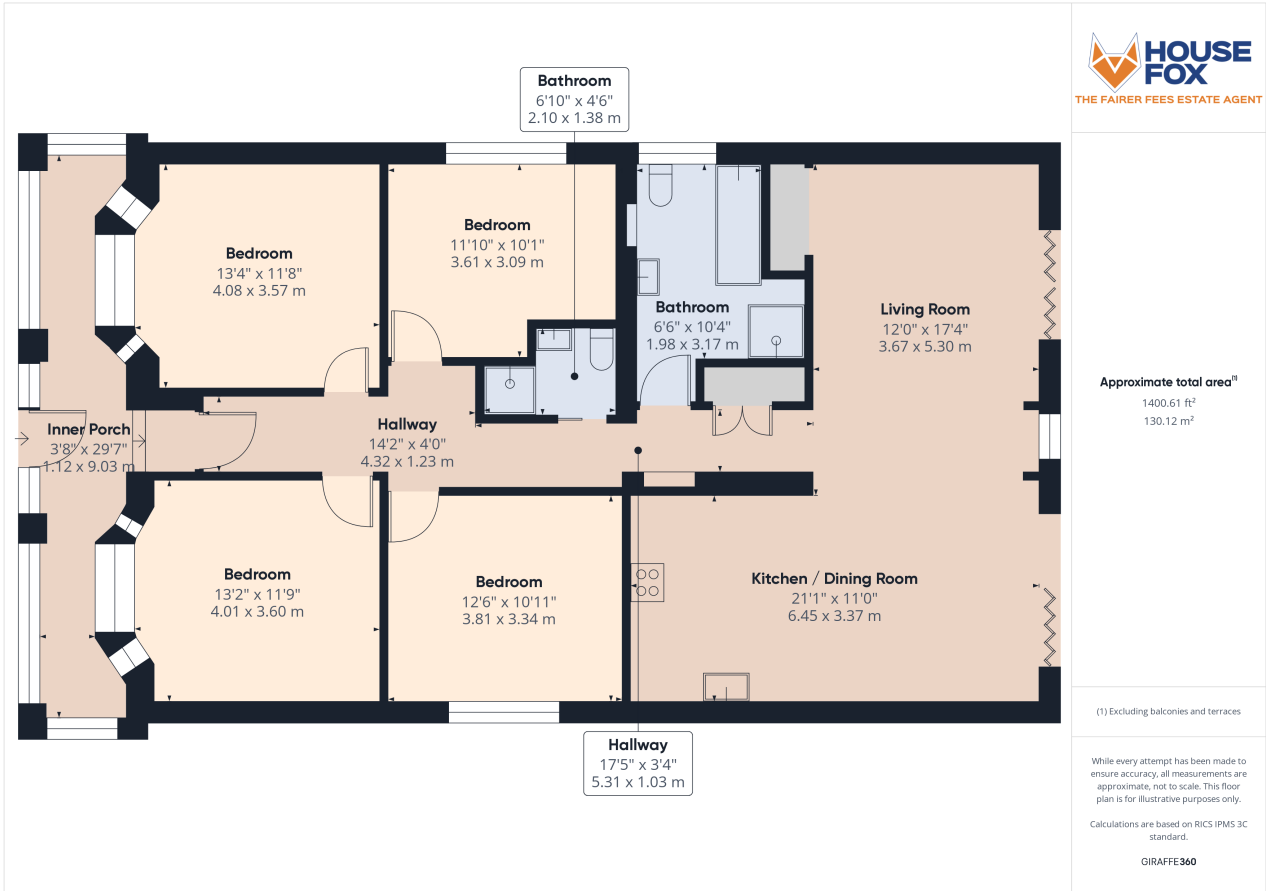 Bathroom
6'10" x 4'6"
2.10 x 1.38 m
Bedroom
13'4" x 11'8"
4.08 x 3.57 m
Bedroom
11'10" x 10'1"
3.61 x 3.09 m
Bathroom
6'6" x 10'4"
1.98 x 3.17 m
Living Room
12'0" x 17'4"
3.67 x 5.30 m
Inner Porch
3'8" x 29'7"
1.12 x 9.03 m
Hallway
14'2" x 4'0"
4.32 x 1.23 m
Bedroom
13'2" x 11'9"
4.01 x 3.60 m
Bedroom
12'6" x 10'11"
3.81 x 3.34 m
Kitchen / Dining Room
21'1" x 11'0"
6.45 x 3.37 m
Hallway
17'5" x 3'4"
5.31 x 1.03 m
HOUSE
FOX
THE FAIRER FEES ESTATE AGENT
Approximate total area(1)
1400.61 ft²
130.12 m²
(1) Excluding balconies and terraces
While every attempt has been made to
ensure accuracy, all measurements are
approximate, not to scale. This floor
plan is for illustrative purposes only.
Calculations are based on RICS IPMS 3C
standard.
GIRAFFE360